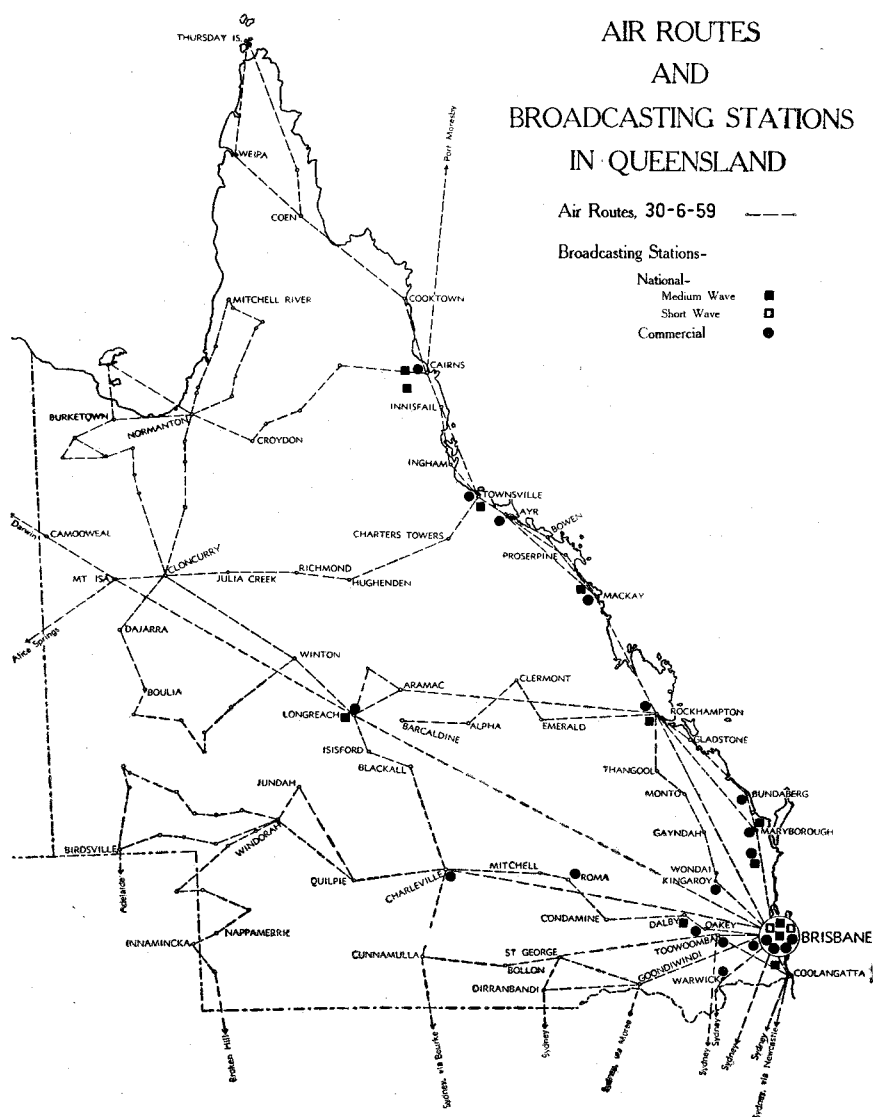 AIR ROUTES
AND
BROADCASTING STATIONS
IN QUEENSLAND
Air Routes, 30-6-59
Broadcasting Stations-
National-
Medium Wave
Short Wave
Commercial
THURSDAY IS.
Port Moresby
WEIPA
COEN
MITCHELL RIVER
COOKTOWN
CAIRNS
INNISFAIL
BURKETOWN
NORMANTON
CROYDON
INGHAM
TOWNSVILLE
AYR
BOWEN
Darwin
CAMOOWEAL
CHARTERS TOWERS
PROSERPINE
CLONCURRY
MT ISA
JULIA CREEK
RICHMOND
HUGHENDEN
MACKAY
Alice Springs
DAJARRA
WINTON
BOULIA
ARAMAC
CLERMONT
LONGREACH
BARCALDINE
ALPHA
EMERALD
ROCKHAMPTON
GLADSTONE
ISISFORD
BLACKALL
THANGOOL
JUNDAH
MONTO
BUNDABERG
WINDORAH
GAYNDAH
MARYBOROUGH
BIRDSVILLE
QUILPIE
CHARLEVILLE
MITCHELL
ROMA
WONDAI
KINGAROY
Adelaide
CONDAMINE
DALBY
OAKEY
BRISBANE
NAPPAMERRIE
INNAMINCKA
CUNNAMULLA
ST GEORGE
BOLLON
GOONDIWINDI
TOOWOOMBA
DIRRANBANDI
WARWICK
COOLANGATTA
Broken Hill
Sydney, via Bourke
Sydney
Sydney, via Moree
Sydney
Sydney
Sydney
Sydney
Sydney, via Newcastle